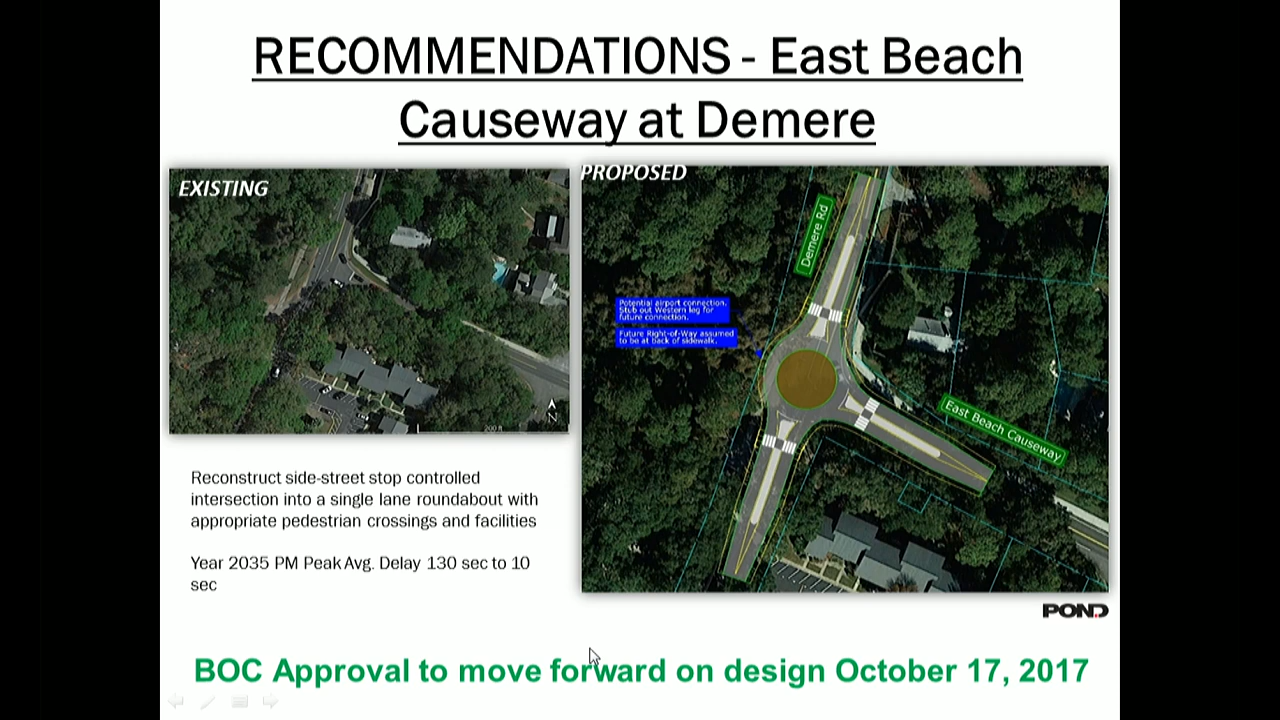 RECOMMENDATIONS - East Beach
Causeway at Demere
EXISTING
PROPOSED
Demere Rd
Potential airport connection.
Stub out Western leg for
future connection.
Future Right-of-Way assumed
to be at back of sidewalk.
East Beach Causeway
N
200 ft
Reconstruct side-street stop controlled
intersection into a single lane roundabout with
appropriate pedestrian crossings and facilities
Year 2035 PM Peak Avg. Delay 130 sec to 10
sec
POND
BOC Approval to move forward on design October 17, 2017